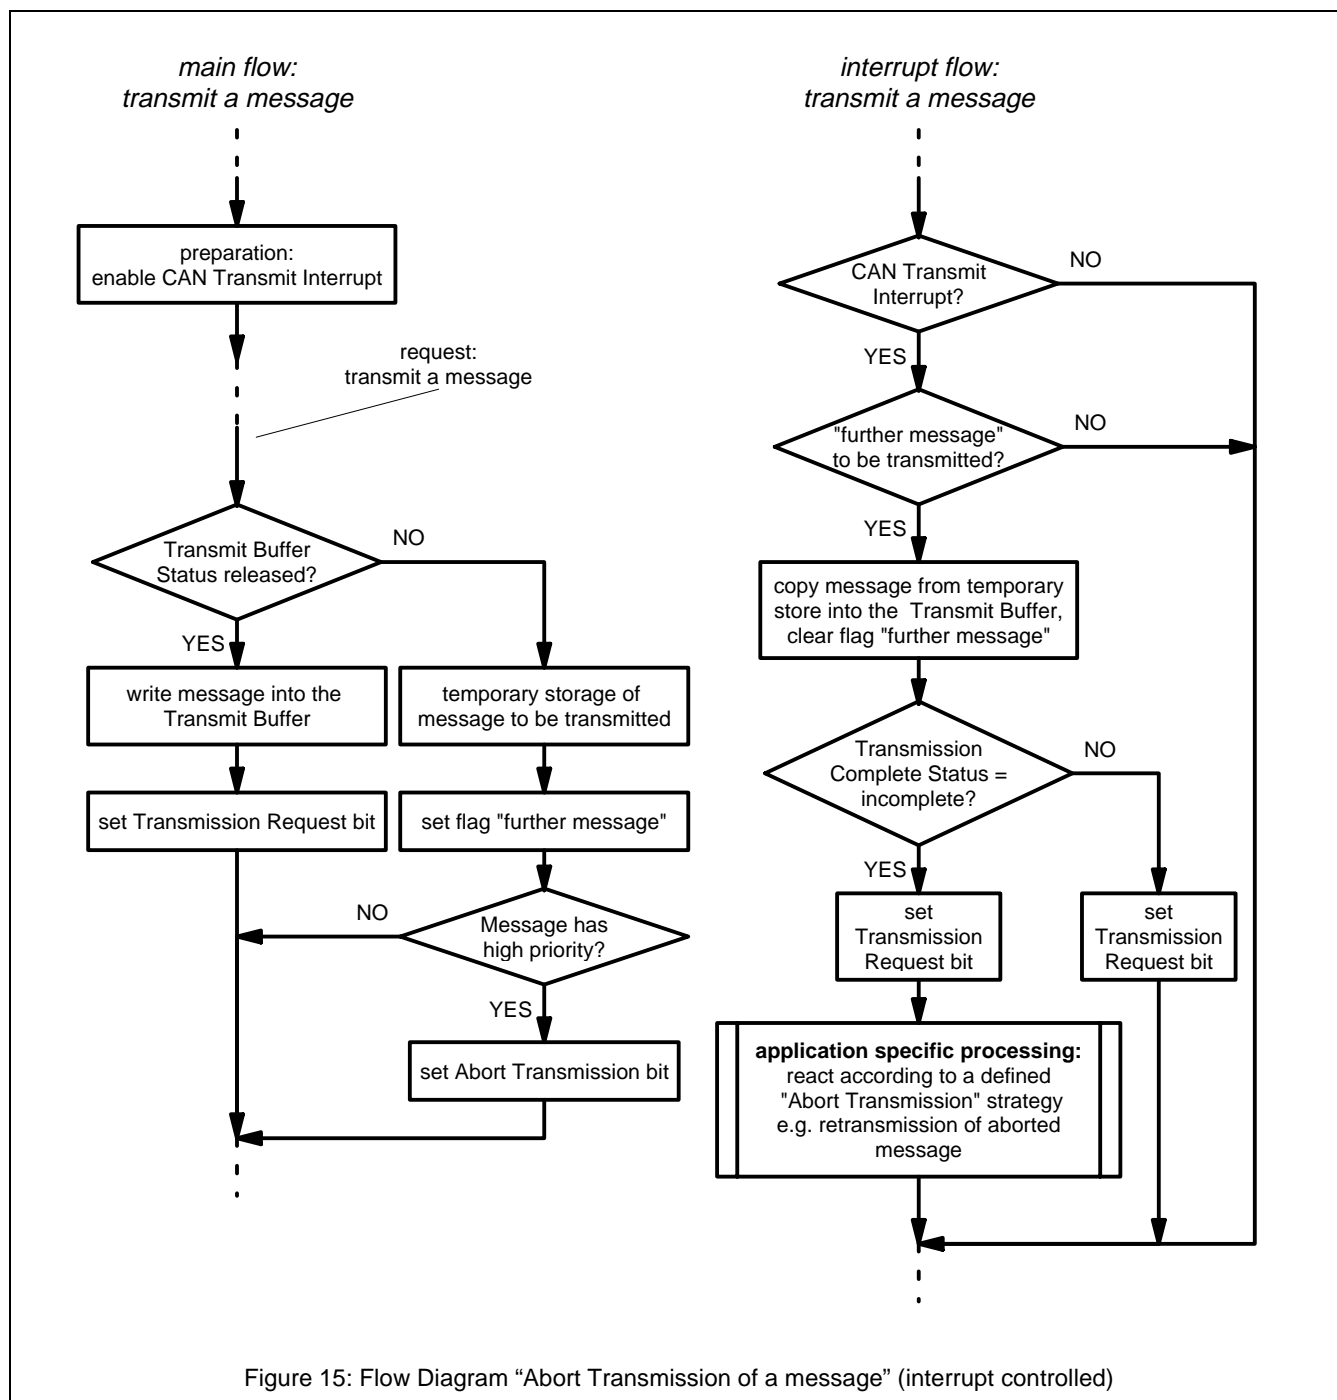 main flow:
transmit a message
preparation:
enable CAN Transmit Interrupt
request:
transmit a message
Transmit Buffer
Status released?
NO
YES
write message into the
Transmit Buffer
temporary storage of
message to be transmitted
set Transmission Request bit
set flag "further message"
NO
Message has
high priority?
YES
set Abort Transmission bit
interrupt flow:
transmit a message
CAN Transmit
Interrupt?
NO
YES
"further message"
to be transmitted?
NO
YES
copy message from temporary
store into the  Transmit Buffer,
clear flag "further message"
Transmission
Complete Status =
incomplete?
NO
YES
set
Transmission
Request bit
set
Transmission
Request bit
application specific processing:
react according to a defined
"Abort Transmission" strategy
e.g. retransmission of aborted
message
Figure 15: Flow Diagram “Abort Transmission of a message” (interrupt controlled)